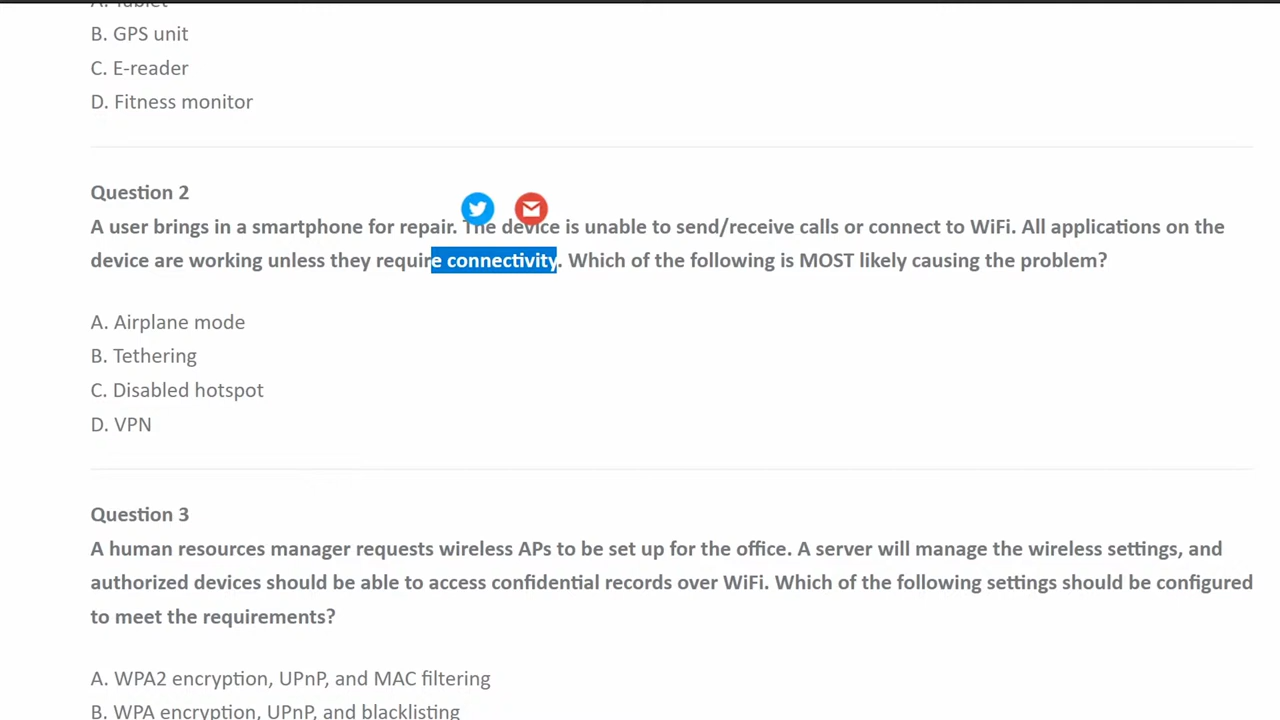 A. Tablet
B. GPS unit
C. E-reader
D. Fitness monitor
Question 2
A user brings in a smartphone for repair. The device is unable to send/receive calls or connect to WiFi. All applications on the
device are working unless they require connectivity. Which of the following is MOST likely causing the problem?
A. Airplane mode
B. Tethering
C. Disabled hotspot
D. VPN
Question 3
A human resources manager requests wireless APs to be set up for the office. A server will manage the wireless settings, and
authorized devices should be able to access confidential records over WiFi. Which of the following settings should be configured
to meet the requirements?
A. WPA2 encryption, UPnP, and MAC filtering
B. WPA encryption, UPnP, and blacklisting